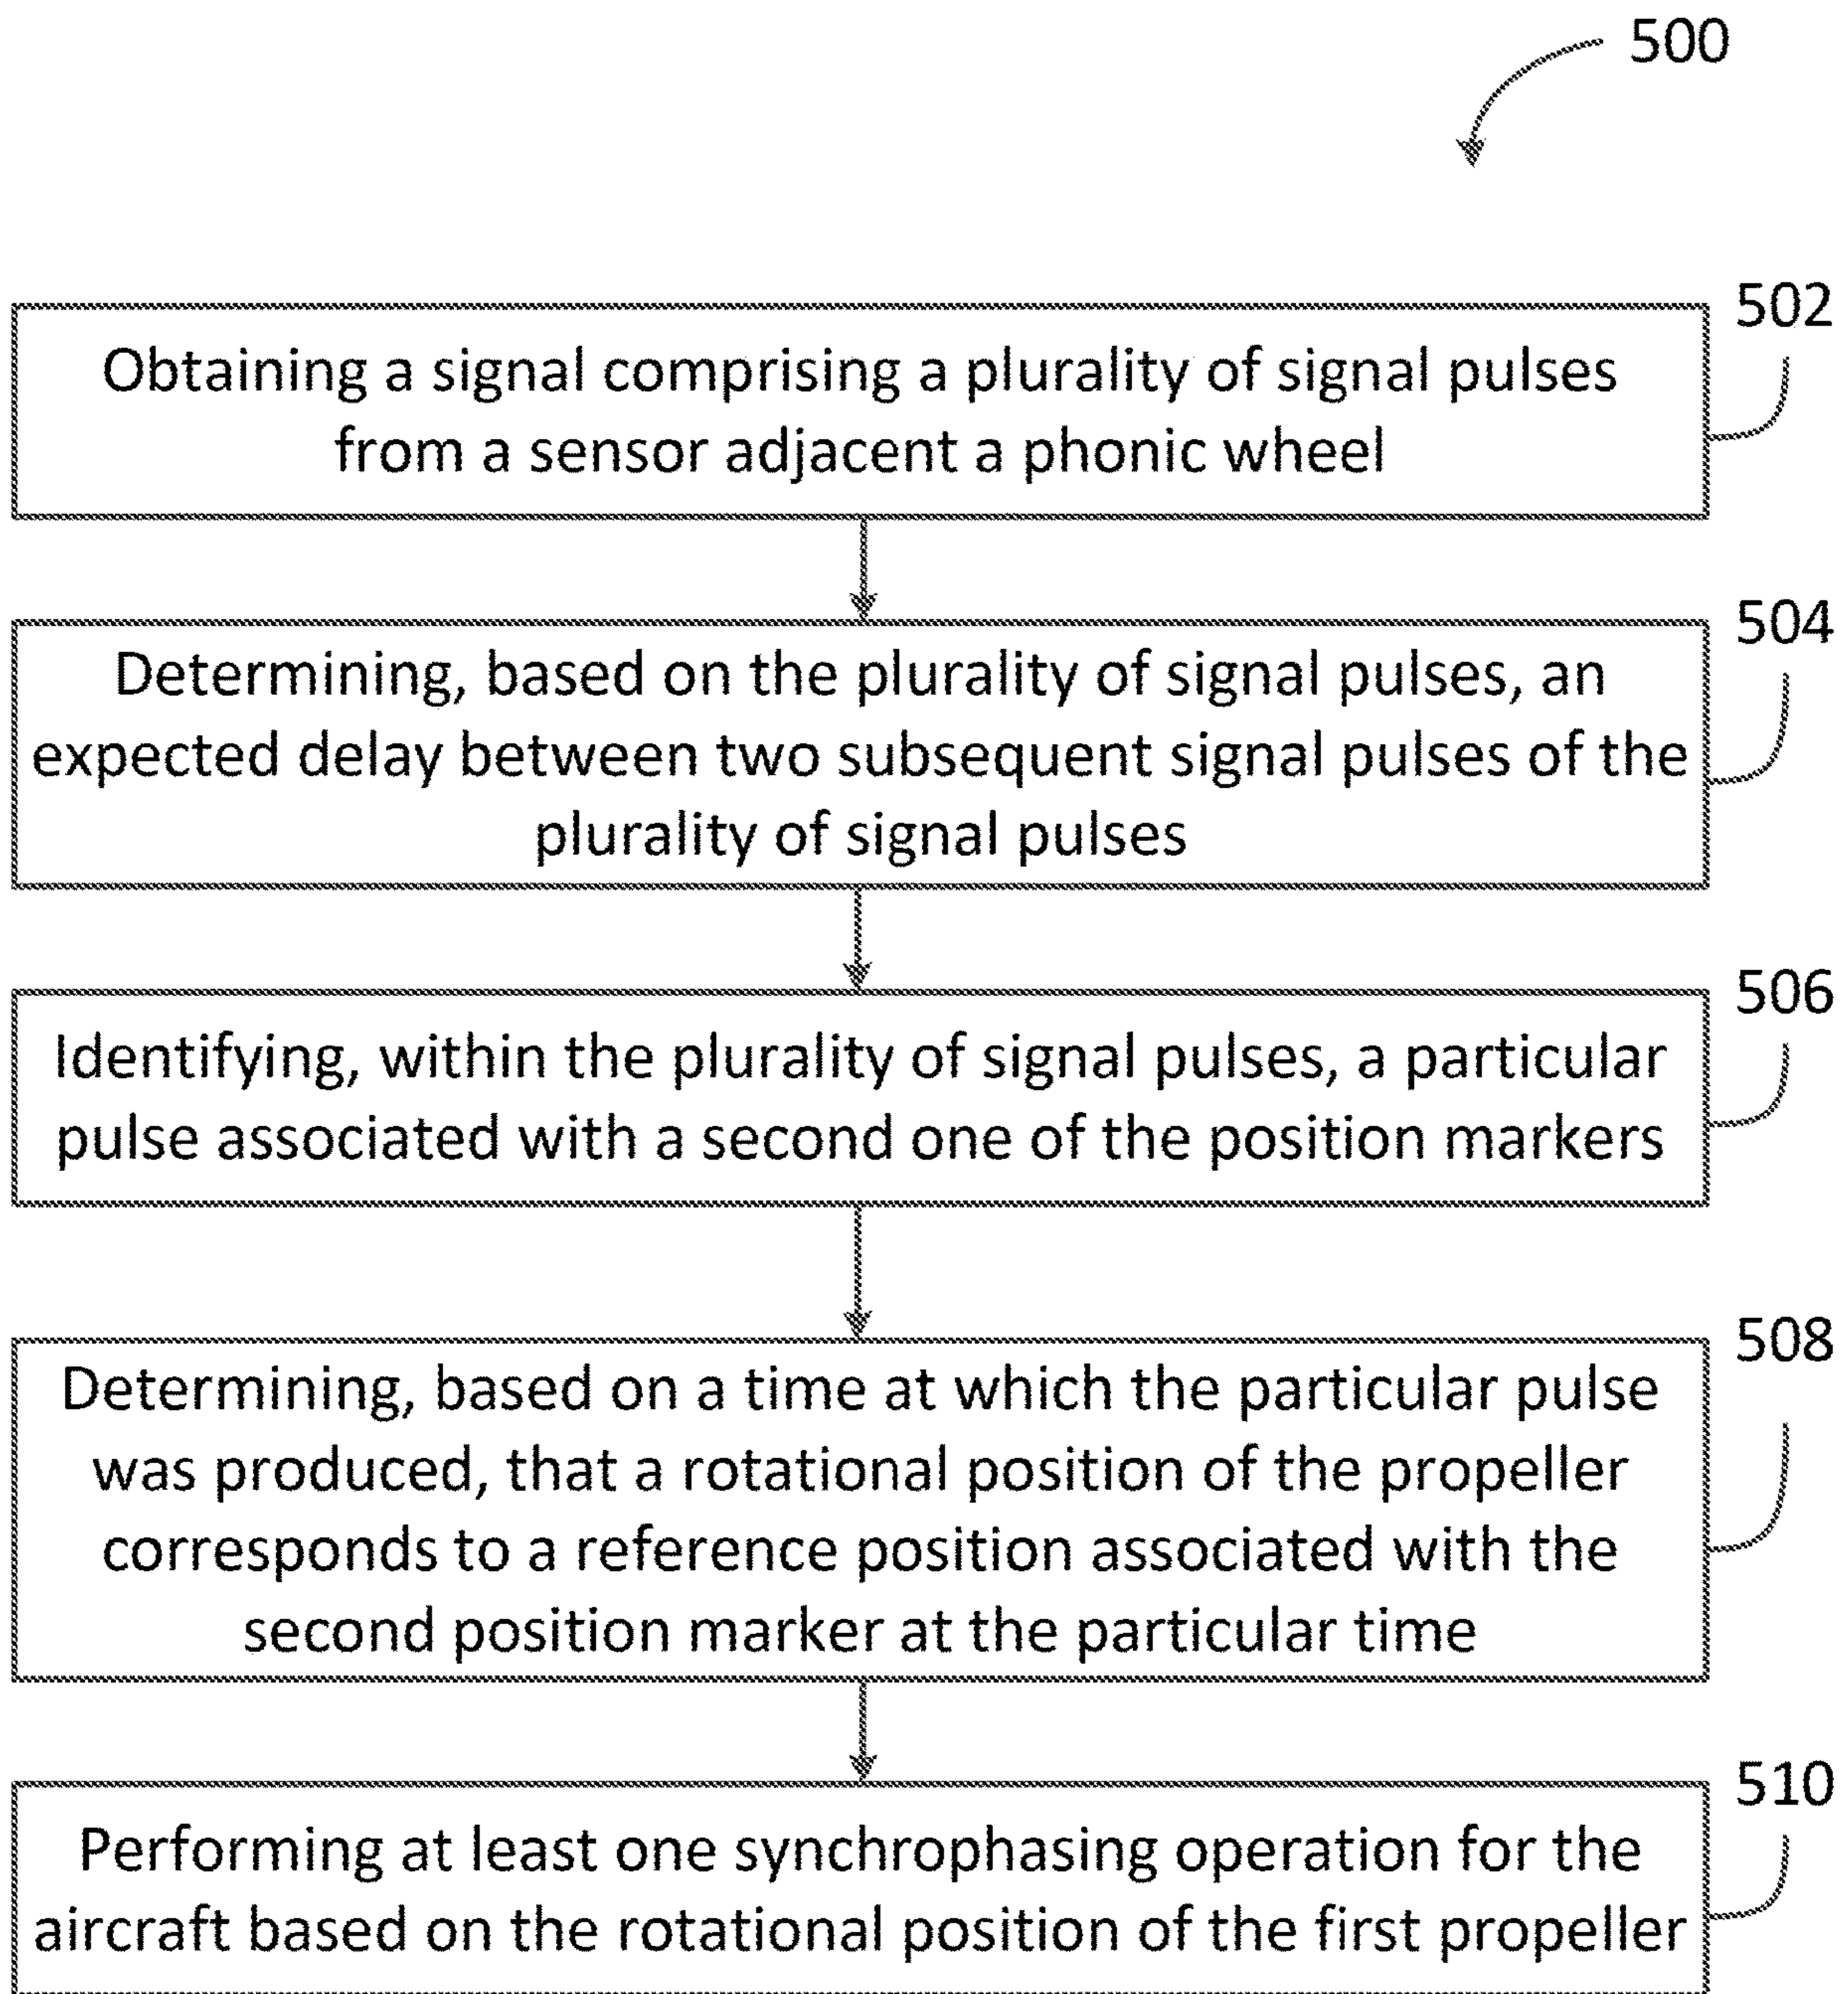 500
502
Obtaining a signal comprising a plurality of signal pulses
from a sensor adjacent a phonic wheel
504
Determining, based on the plurality of signal pulses, an
expected delay between two subsequent signal pulses of the
plurality of signal pulses
506
Identifying, within the plurality of signal pulses, a particular
pulse associated with a second one of the position markers
508
Determining, based on a time at which the particular pulse
was produced, that a rotational position of the propeller
corresponds to a reference position associated with the
second position marker at the particular time
510
Performing at least one synchrophasing operation for the
aircraft based on the rotational position of the first propeller